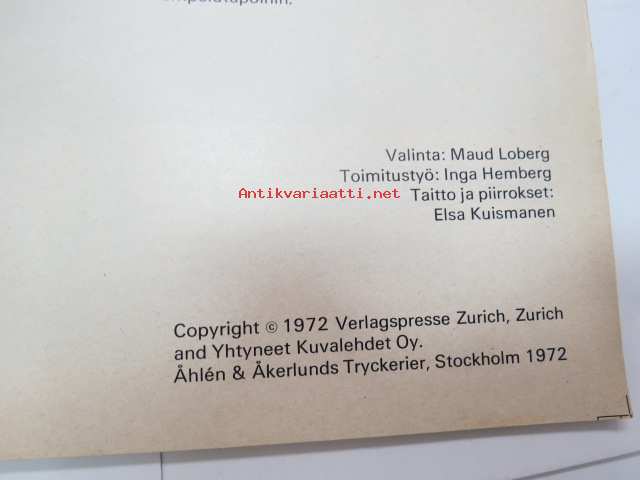 Valinta: Maud Loberg
Toimitustyö: Inga Hemberg
Antikvariaatti.net
Taitto ja piirrokset:
Elsa Kuismanen
Copyright © 1972 Verlagspresse Zurich, Zurich
and Yhtyneet Kuvalehdet Oy.
Åhlén & Åkerlunds Tryckerier, Stockholm 1972